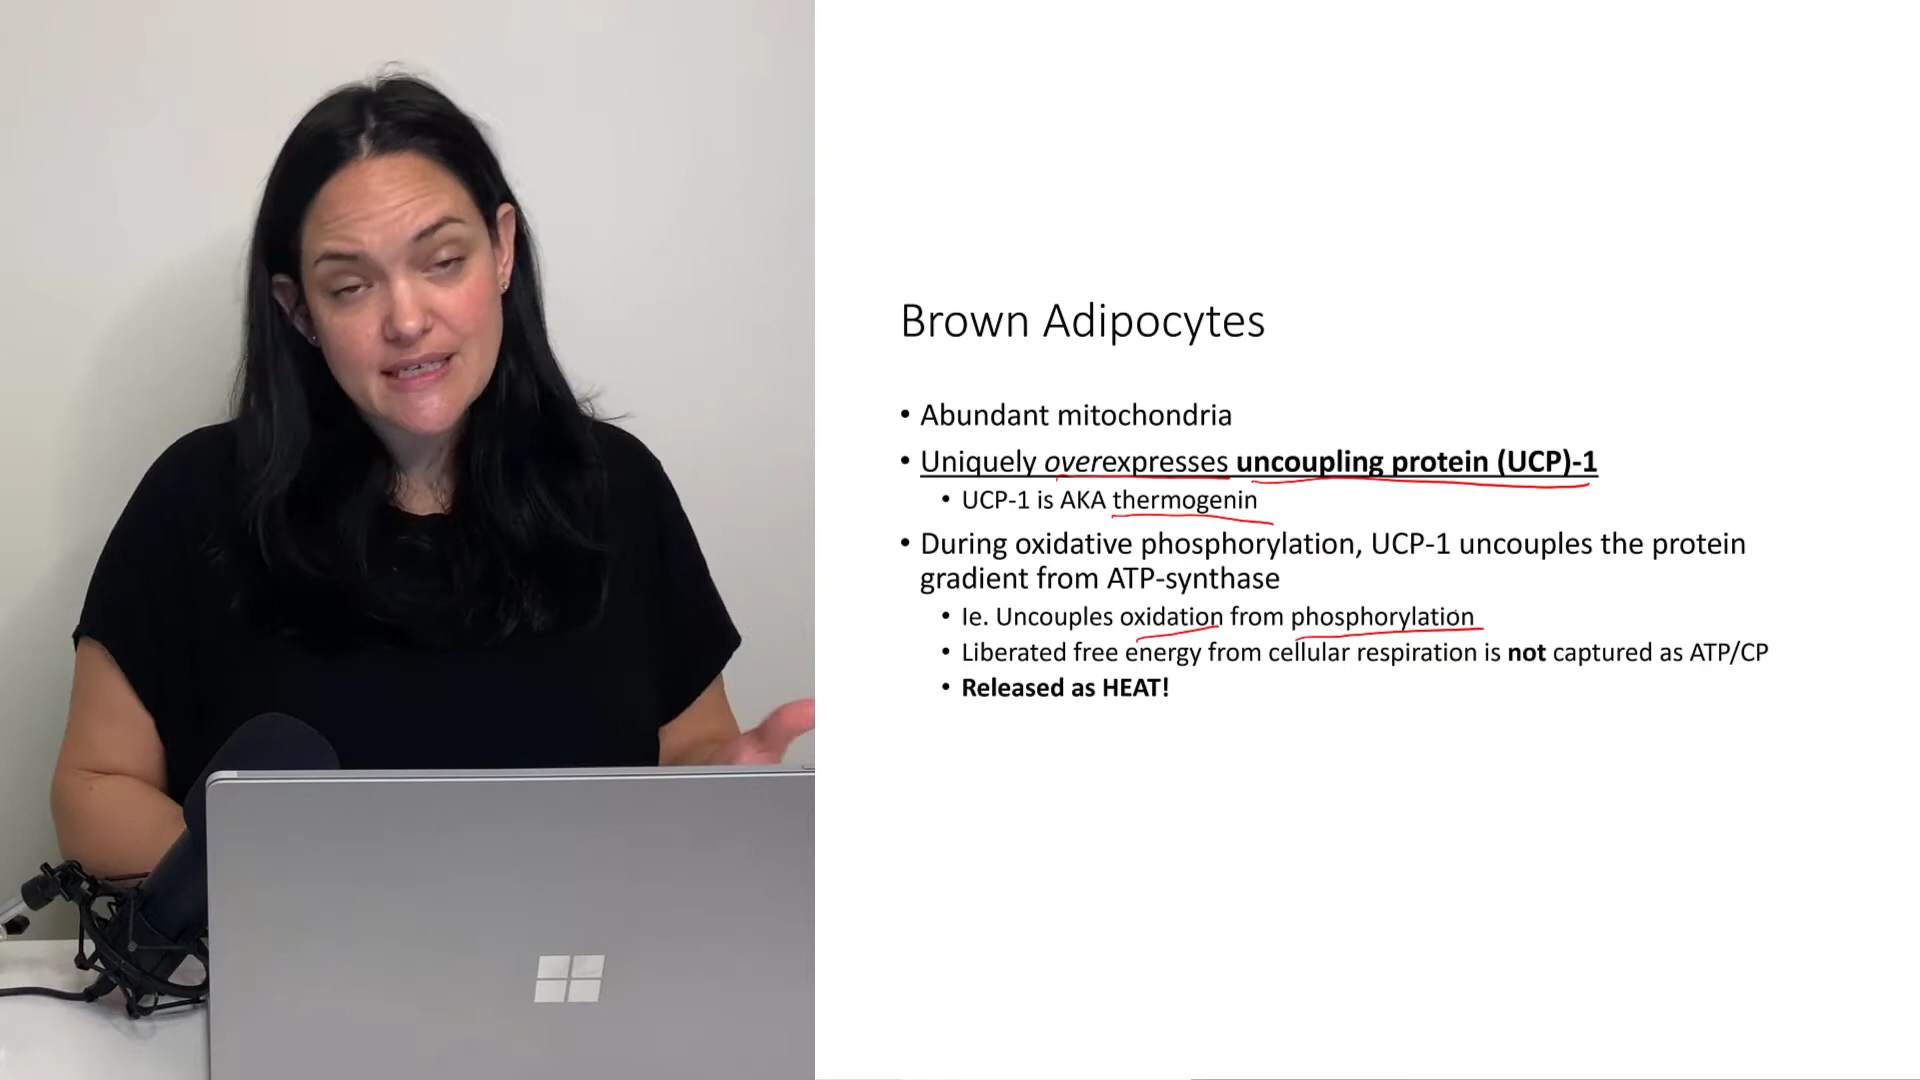 Brown Adipocytes
• Abundant mitochondria
• Uniquely overexpresses uncoupling protein (UCP)-1
• UCP-1 is AKA thermogenin
• During oxidative phosphorylation, UCP-1 uncouples the protein
gradient from ATP-synthase
• Ie. Uncouples oxidation from phosphorylation
• Liberated free energy from cellular respiration is not captured as ATP/CP
• Released as HEAT!